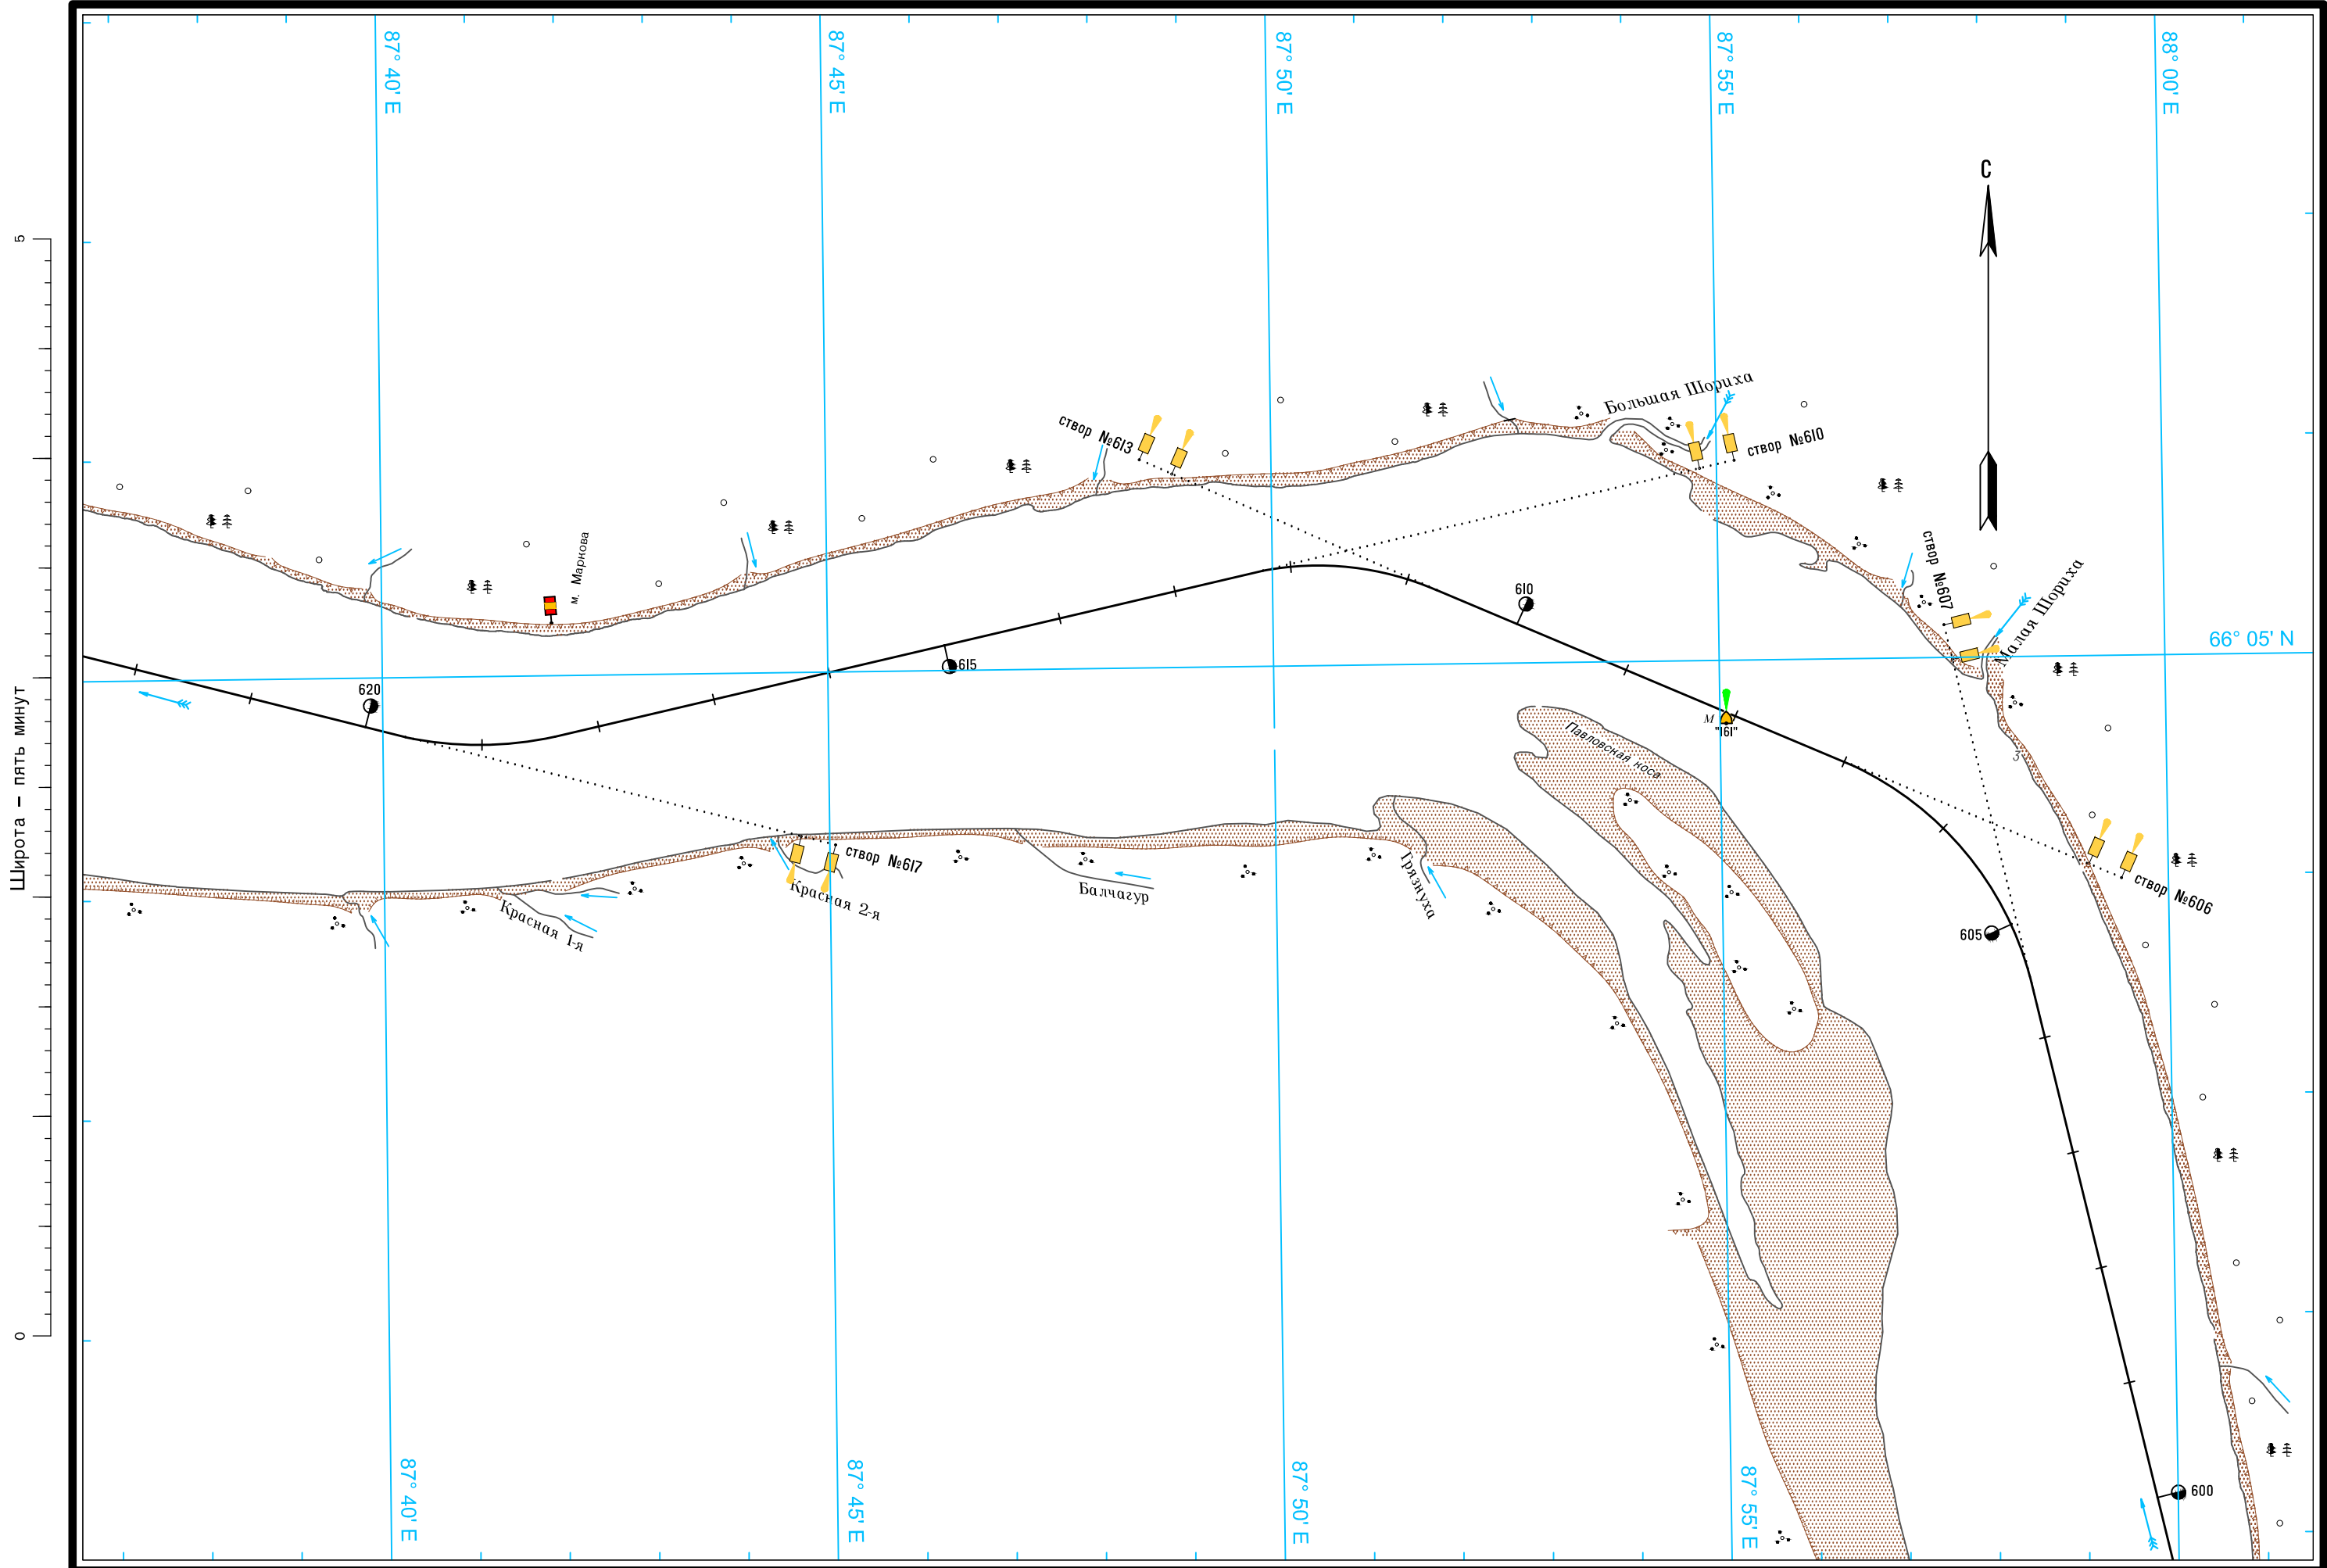 87° 40' E
87° 45' E
87° 50' E
87° 55' E
88° 00' E
С
5
Большая Шориха
створ №613
створ №610
створ №607
м. Маркова
Малая Шориха
610
66° 05' N
615
620
М
"161"
Павловская коса
3
Широта – пять минут
створ №617
створ №606
Красная 2-я
Балчагур
Грязнуха
Красная 1-я
605
0
600
87° 40' E
87° 45' E
87° 50' E
87° 55' E